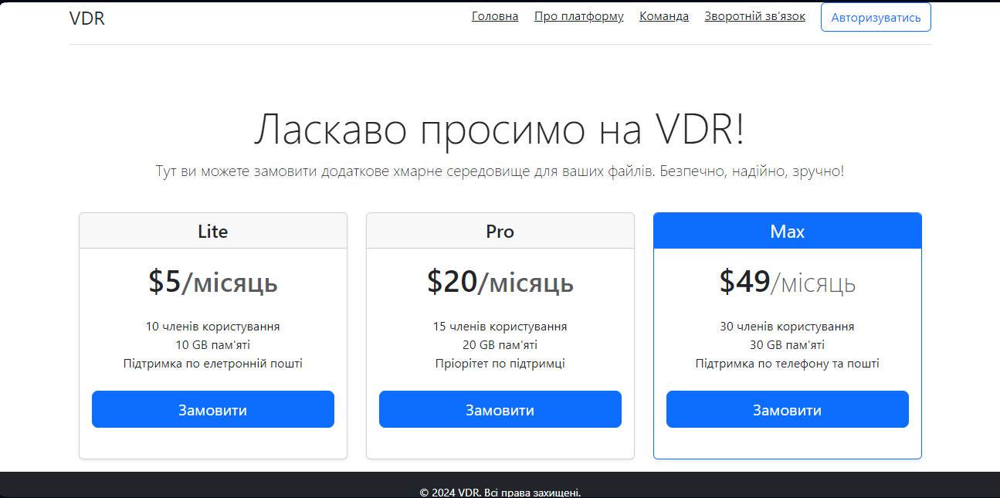 VDR Головна Про платформу Команда Зворотній зв'язок Авторизуватись
Ласкаво просимо на VDR!
Тут ви можете замовити додаткове хмарне середовище для ваших файлів. Безпечно, надійно, зручно!
Lite
$5/місяць
10 членів користування
10 GB пам'яті
Підтримка по елетронній пошті
Замовити
Pro
$20/місяць
15 членів користування
20 GB пам'яті
Пріорітет по підтримці
Замовити
Max
$49/місяць
30 членів користування
30 GB пам'яті
Підтримка по телефону та пошті
Замовити
© 2024 VDR. Всі права захищені.